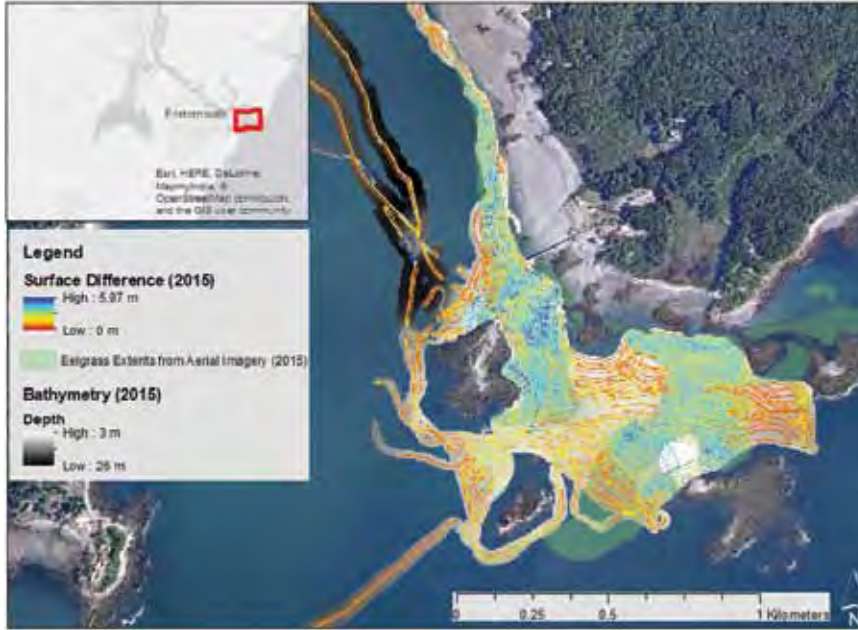 Portsmouth
Esri, HERE, DeLorme,
MapmyIndia, ©
OpenStreetMap contributors,
and the GIS user community
Legend
Surface Difference (2015)
High : 5.97 m
Low : 0 m
Eelgrass Extents from Aerial Imagery (2015)
Bathymetry (2015)
Depth
High : 3 m
Low : 26 m
0 0.25 0.5 1 Kilometers
N